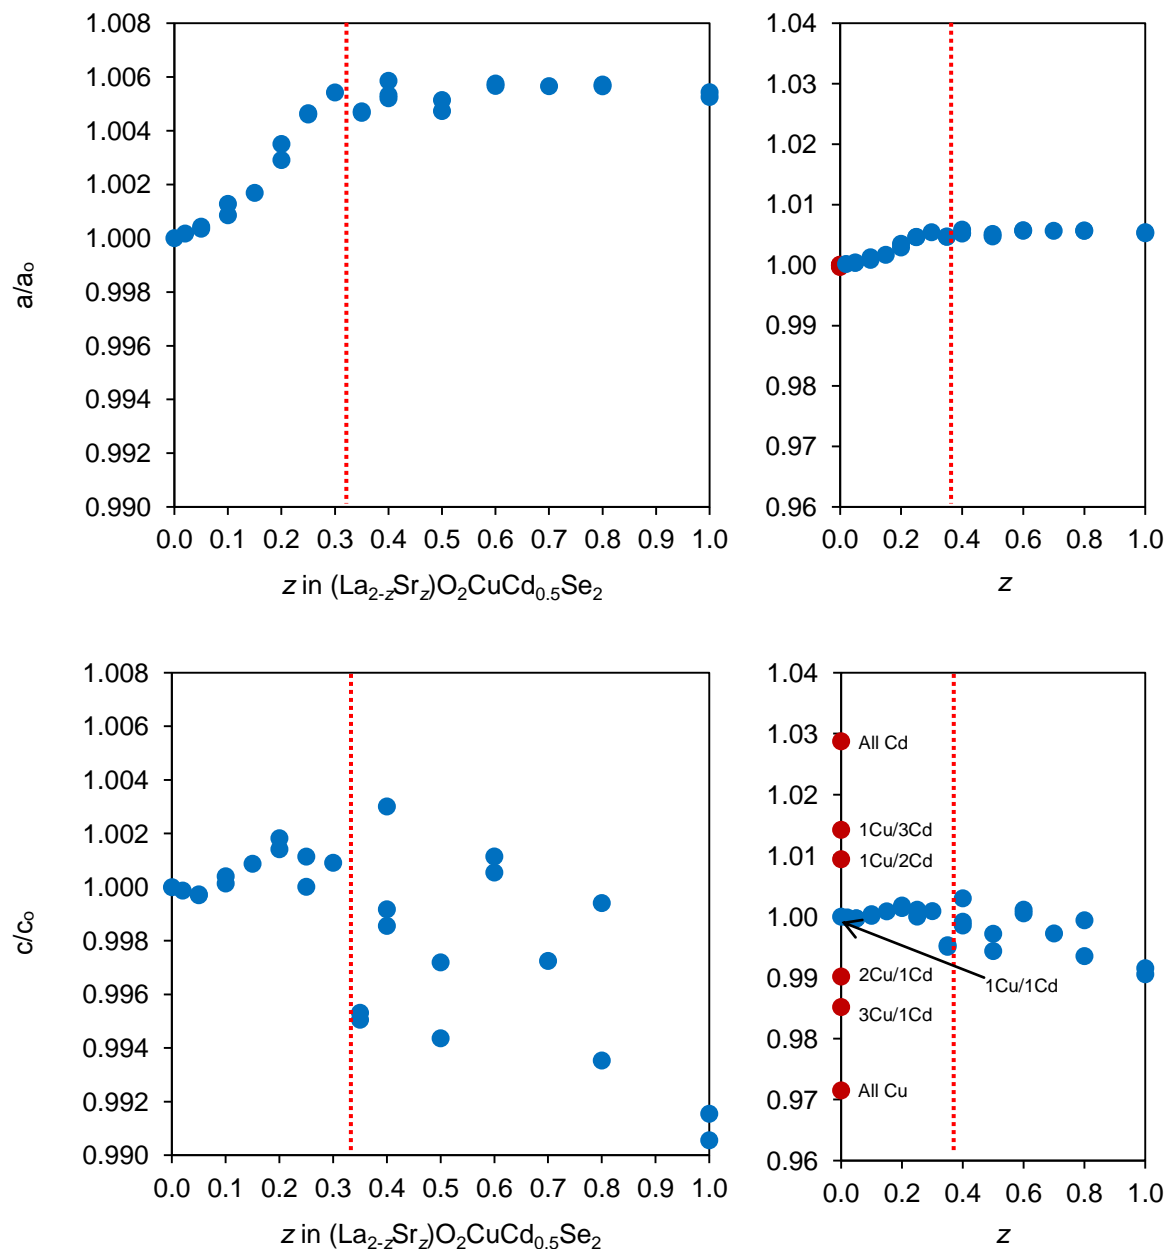 1.008
1.006
1.004
1.002
1.000
0.998
0.996
0.994
0.992
0.990
a/a₀
0.0 0.1 0.2 0.3 0.4 0.5 0.6 0.7 0.8 0.9 1.0
z in (La₂₋zSrz)O₂CuCd₀.₅Se₂
1.04
1.03
1.02
1.01
1.00
0.99
0.98
0.97
0.96
0.0 0.2 0.4 0.6 0.8 1.0
z
1.008
1.006
1.004
1.002
1.000
0.998
0.996
0.994
0.992
0.990
c/c₀
0.0 0.1 0.2 0.3 0.4 0.5 0.6 0.7 0.8 0.9 1.0
z in (La₂₋zSrz)O₂CuCd₀.₅Se₂
1.04
1.03
1.02
1.01
1.00
0.99
0.98
0.97
0.96
All Cd
1Cu/3Cd
1Cu/2Cd
2Cu/1Cd
1Cu/1Cd
3Cu/1Cd
All Cu
0.0 0.2 0.4 0.6 0.8 1.0
z